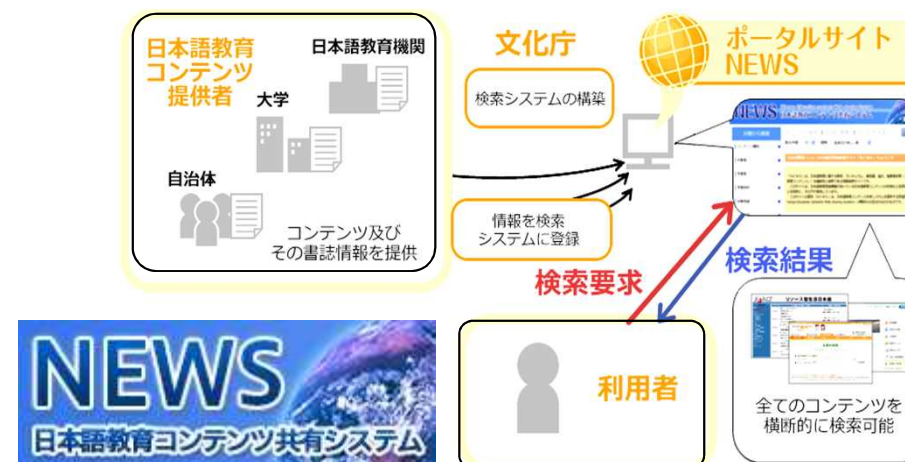 日本語教育
コンテンツ
提供者
日本語教育機関
大学
自治体
コンテンツ及び
その書誌情報を提供
文化庁
検索システムの構築
情報を検索
システムに登録
ポータルサイト
NEWS
NEWS
検索要求
検索結果
利用者
全てのコンテンツを
横断的に検索可能
NEWS
日本語教育コンテンツ共有システム